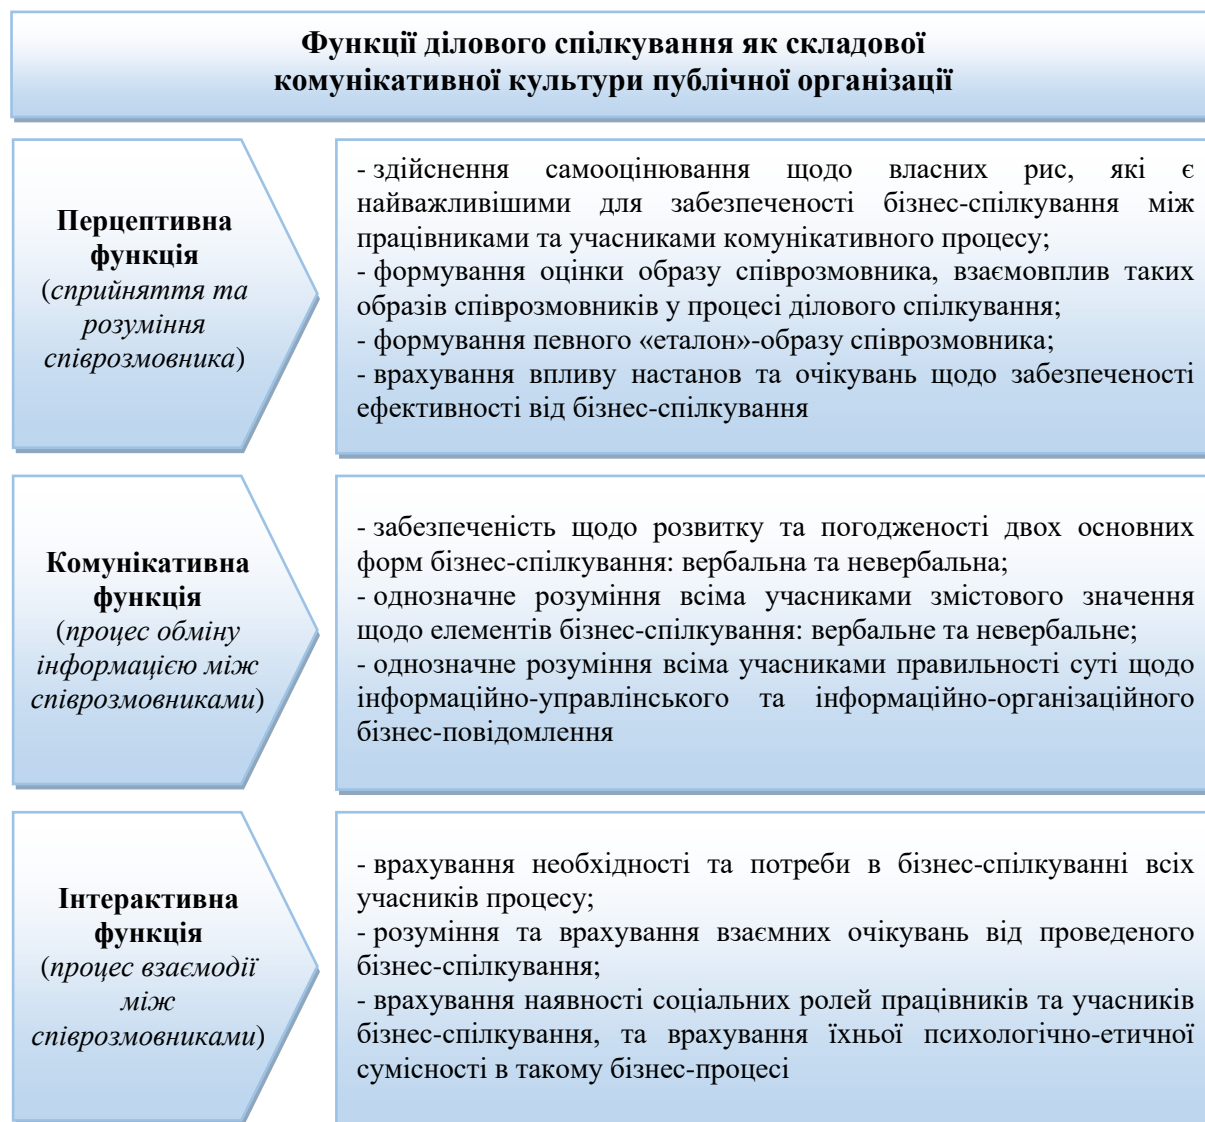 Функції ділового спілкування як складової
комунікативної культури публічної організації
Перцептивна
функція
(сприйняття та
розуміння
співрозмовника)
- здійснення самооцінювання щодо власних рис, які є
найважливішими для забезпеченості бізнес-спілкування між
працівниками та учасниками комунікативного процесу;
- формування оцінки образу співрозмовника, взаємовплив таких
образів співрозмовників у процесі ділового спілкування;
- формування певного «еталон»-образу співрозмовника;
- врахування впливу настанов та очікувань щодо забезпеченості
ефективності від бізнес-спілкування
Комунікативна
функція
(процес обміну
інформацією між
співрозмовниками)
- забезпеченість щодо розвитку та погодженості двох основних
форм бізнес-спілкування: вербальна та невербальна;
- однозначне розуміння всіма учасниками змістового значення
щодо елементів бізнес-спілкування: вербальне та невербальне;
- однозначне розуміння всіма учасниками правильності суті щодо
інформаційно-управлінського та інформаційно-організаційного
бізнес-повідомлення
Інтерактивна
функція
(процес взаємодії
між
співрозмовниками)
- врахування необхідності та потреби в бізнес-спілкуванні всіх
учасників процесу;
- розуміння та врахування взаємних очікувань від проведеного
бізнес-спілкування;
- врахування наявності соціальних ролей працівників та учасників
бізнес-спілкування, та врахування їхньої психологічно-етичної
сумісності в такому бізнес-процесі